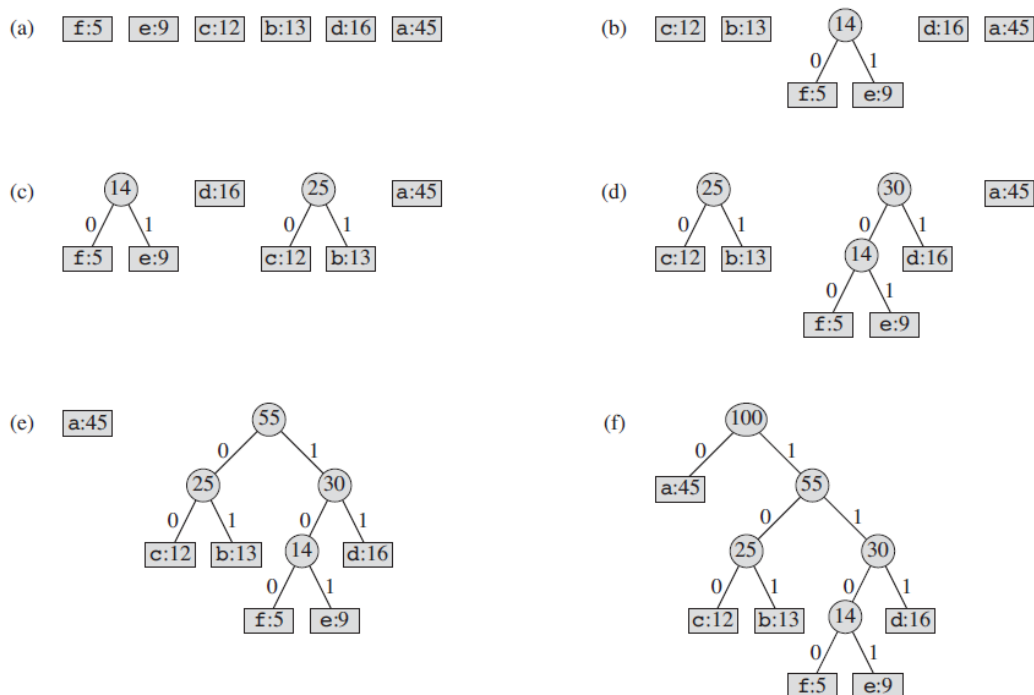 (a) f:5 e:9 c:12 b:13 d:16 a:45
(b) c:12 b:13 14 d:16 a:45
0 1
f:5 e:9
(c) 14 d:16 25 a:45
0 1 0 1
f:5 e:9 c:12 b:13
(d) 25 30 a:45
0 1 0 1
c:12 b:13 14 d:16
0 1
f:5 e:9
(e) a:45 55
0 1
25 30
0 1 0 1
c:12 b:13 14 d:16
0 1
f:5 e:9
(f) 100
0 1
a:45 55
0 1
25 30
0 1 0 1
c:12 b:13 14 d:16
0 1
f:5 e:9